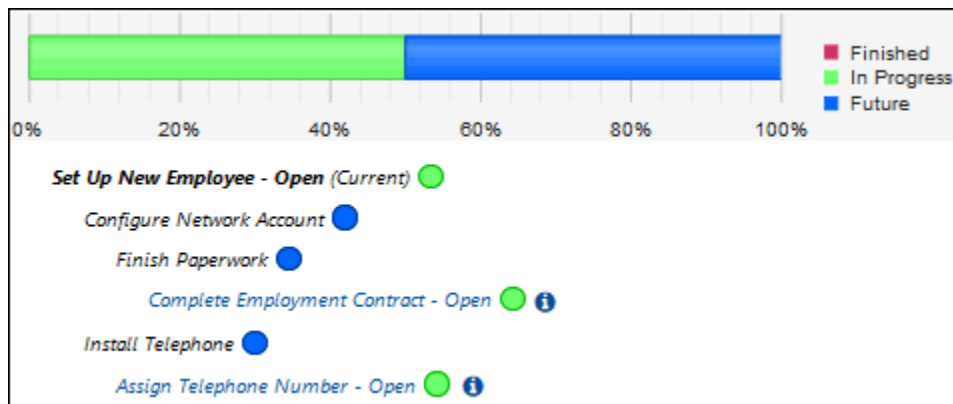 Finished
In Progress
Future
0% 20% 40% 60% 80% 100%
Set Up New Employee - Open (Current)
Configure Network Account
Finish Paperwork
Complete Employment Contract - Open
Install Telephone
Assign Telephone Number - Open